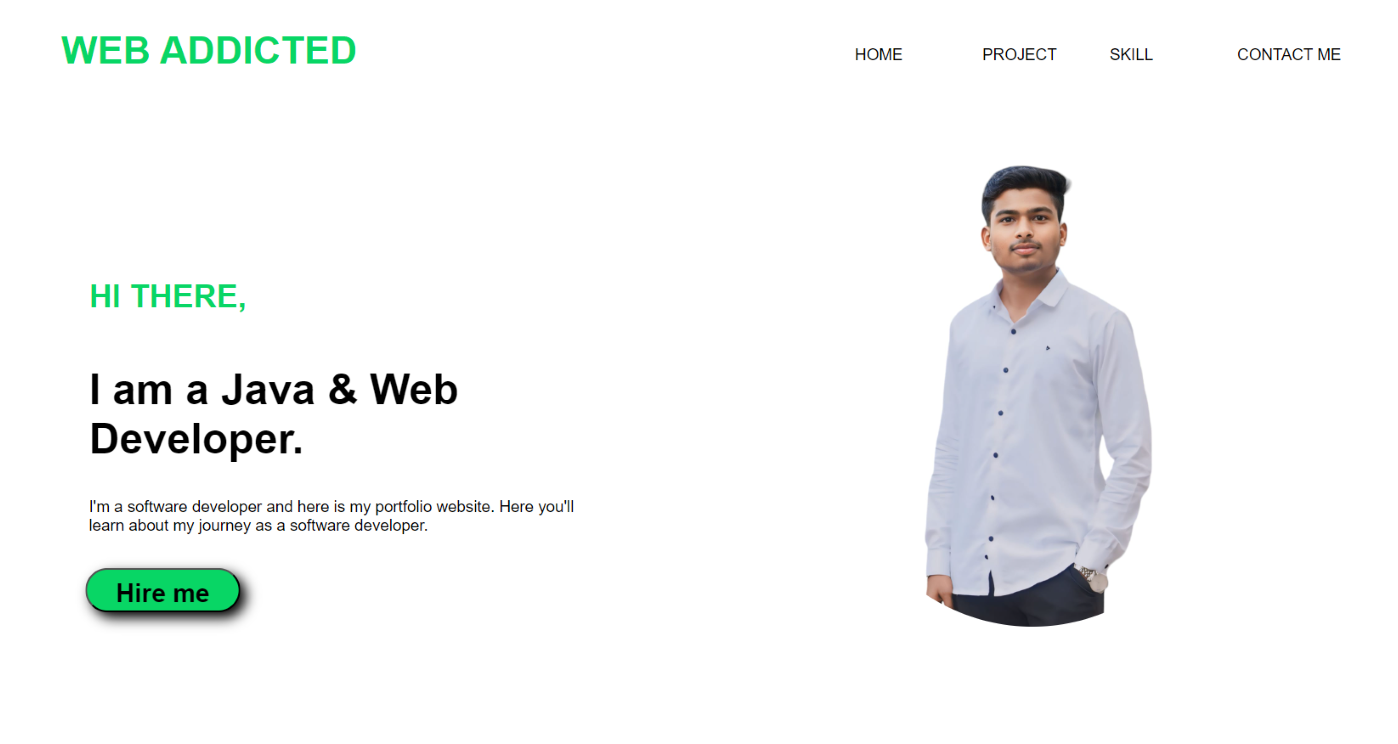 WEB ADDICTED
HOME
PROJECT
SKILL
CONTACT ME
HI THERE,
I am a Java & Web
Developer.
I'm a software developer and here is my portfolio website. Here you'll
learn about my journey as a software developer.
Hire me